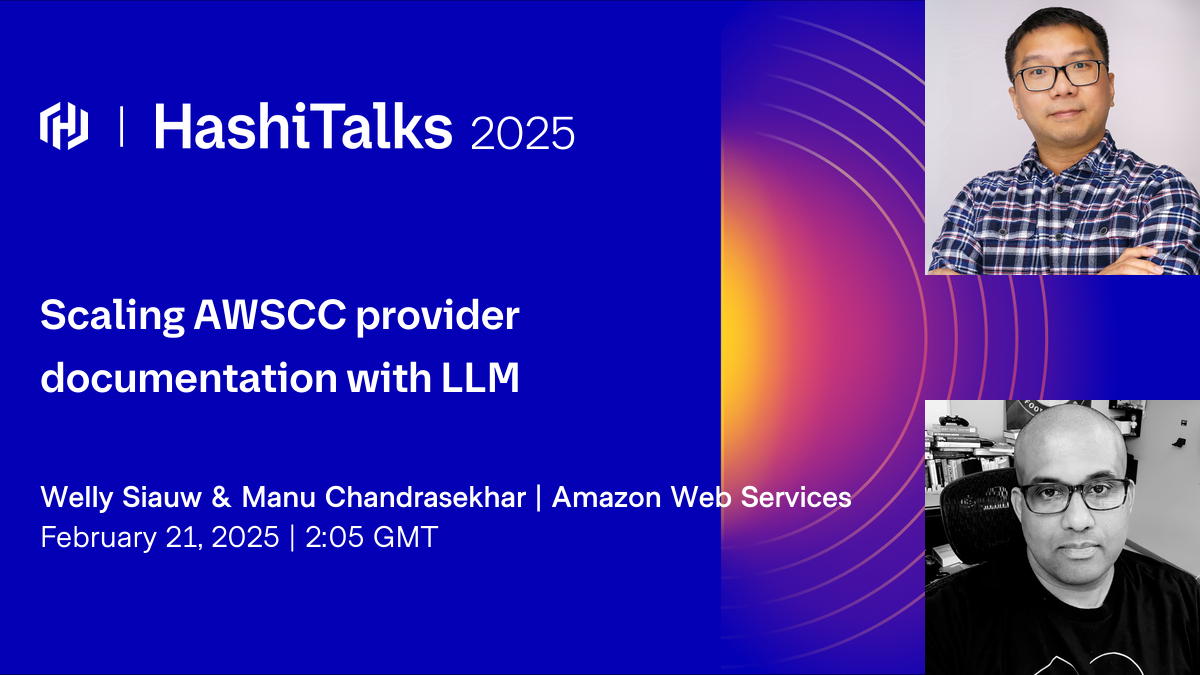 HashiTalks 2025
Scaling AWSCC provider
documentation with LLM
Welly Siauw & Manu Chandrasekhar | Amazon Web Services
February 21, 2025 | 2:05 GMT